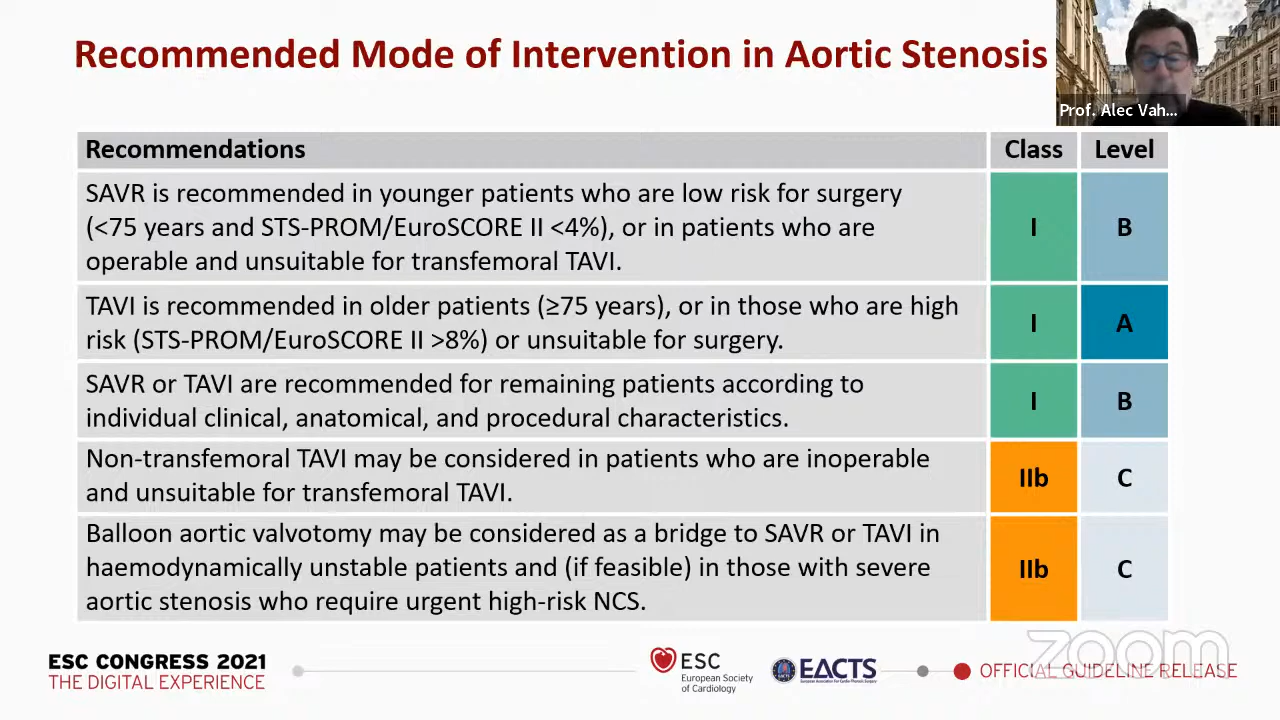 Recommended Mode of Intervention in Aortic Stenosis
Prof. Alec Vah...
Recommendations
Class
Level
SAVR is recommended in younger patients who are low risk for surgery
(<75 years and STS-PROM/EuroSCORE II <4%), or in patients who are
operable and unsuitable for transfemoral TAVI.
I
B
TAVI is recommended in older patients (≥75 years), or in those who are high
risk (STS-PROM/EuroSCORE II >8%) or unsuitable for surgery.
I
A
SAVR or TAVI are recommended for remaining patients according to
individual clinical, anatomical, and procedural characteristics.
I
B
Non-transfemoral TAVI may be considered in patients who are inoperable
and unsuitable for transfemoral TAVI.
IIb
C
Balloon aortic valvotomy may be considered as a bridge to SAVR or TAVI in
haemodynamically unstable patients and (if feasible) in those with severe
aortic stenosis who require urgent high-risk NCS.
IIb
C
zoom
ESC CONGRESS 2021
THE DIGITAL EXPERIENCE
ESC
European Society
of Cardiology
EACTS
European Association For Cardio-Thoracic Surgery
OFFICIAL GUIDELINE RELEASE